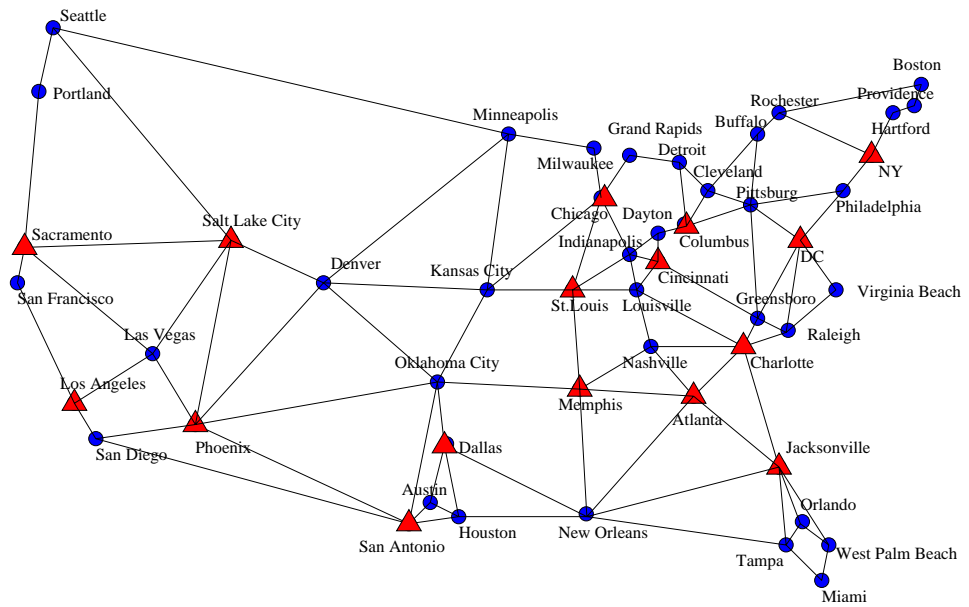 Seattle
Boston
Portland
Rochester
Providence
Minneapolis
Buffalo
Hartford
Grand Rapids
Milwaukee
Detroit
Cleveland
NY
Pittsburg
Philadelphia
Salt Lake City
Chicago
Dayton
Sacramento
Columbus
DC
Indianapolis
Denver
Kansas City
Cincinnati
San Francisco
St.Louis
Louisville
Greensboro
Virginia Beach
Las Vegas
Raleigh
Oklahoma City
Nashville
Charlotte
Los Angeles
Memphis
Atlanta
San Diego
Phoenix
Dallas
Jacksonville
Austin
Orlando
San Antonio
Houston
New Orleans
Tampa
West Palm Beach
Miami